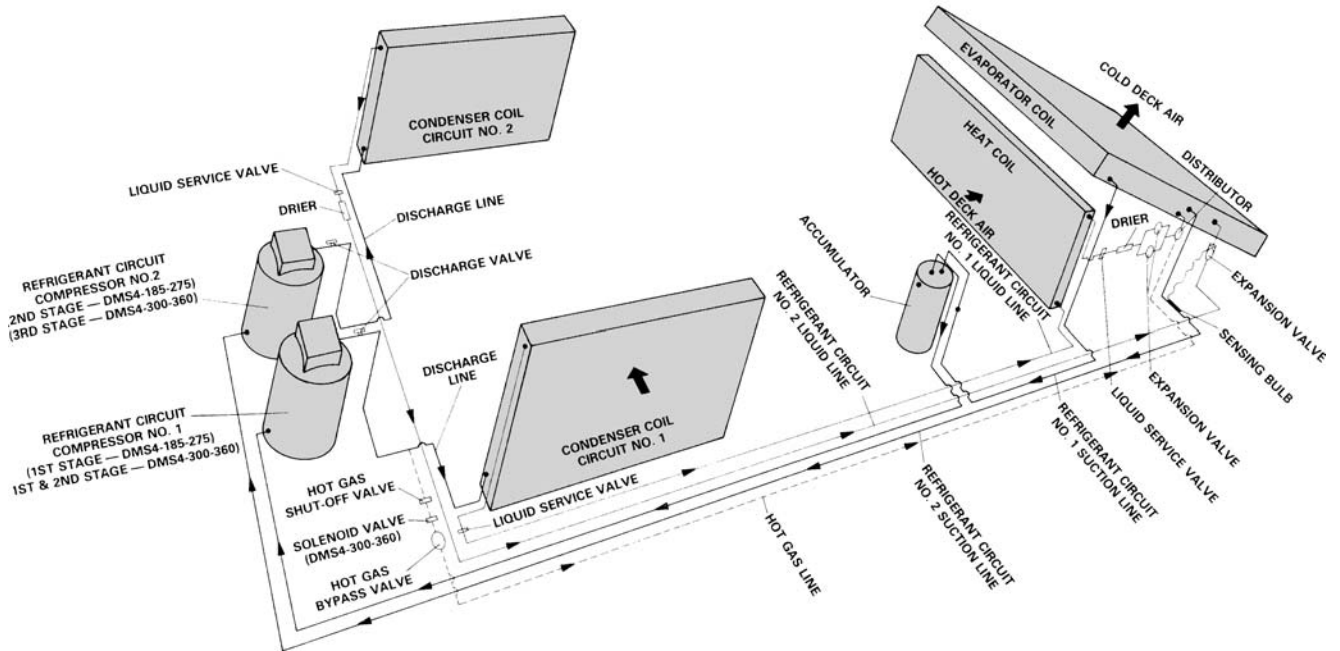 CONDENSER COIL
CIRCUIT NO. 2
LIQUID SERVICE VALVE
DRIER
DISCHARGE LINE
DISCHARGE VALVE
REFRIGERANT CIRCUIT
COMPRESSOR NO.2
2ND STAGE — DMS4-185-275)
(3RD STAGE — DMS4-300-360)
REFRIGERANT CIRCUIT
COMPRESSOR NO. 1
(1ST STAGE — DMS4-185-275)
1ST & 2ND STAGE — DMS4-300-360)
DISCHARGE
LINE
CONDENSER COIL
CIRCUIT NO. 1
HOT GAS
SHUT-OFF VALVE
SOLENOID VALVE
(DMS4-300-360)
HOT GAS
BYPASS VALVE
LIQUID SERVICE VALVE
HOT GAS LINE
REFRIGERANT CIRCUIT
NO. 2 LIQUID LINE
REFRIGERANT CIRCUIT
NO. 2 SUCTION LINE
ACCUMULATOR
REFRIGERANT CIRCUIT
NO. 1 LIQUID LINE
HOT DECK AIR
HEAT COIL
EVAPORATOR COIL
COLD DECK AIR
DISTRIBUTOR
DRIER
EXPANSION VALVE
SENSING BULB
EXPANSION VALVE
LIQUID SERVICE VALVE
REFRIGERANT CIRCUIT
NO. 1 SUCTION LINE